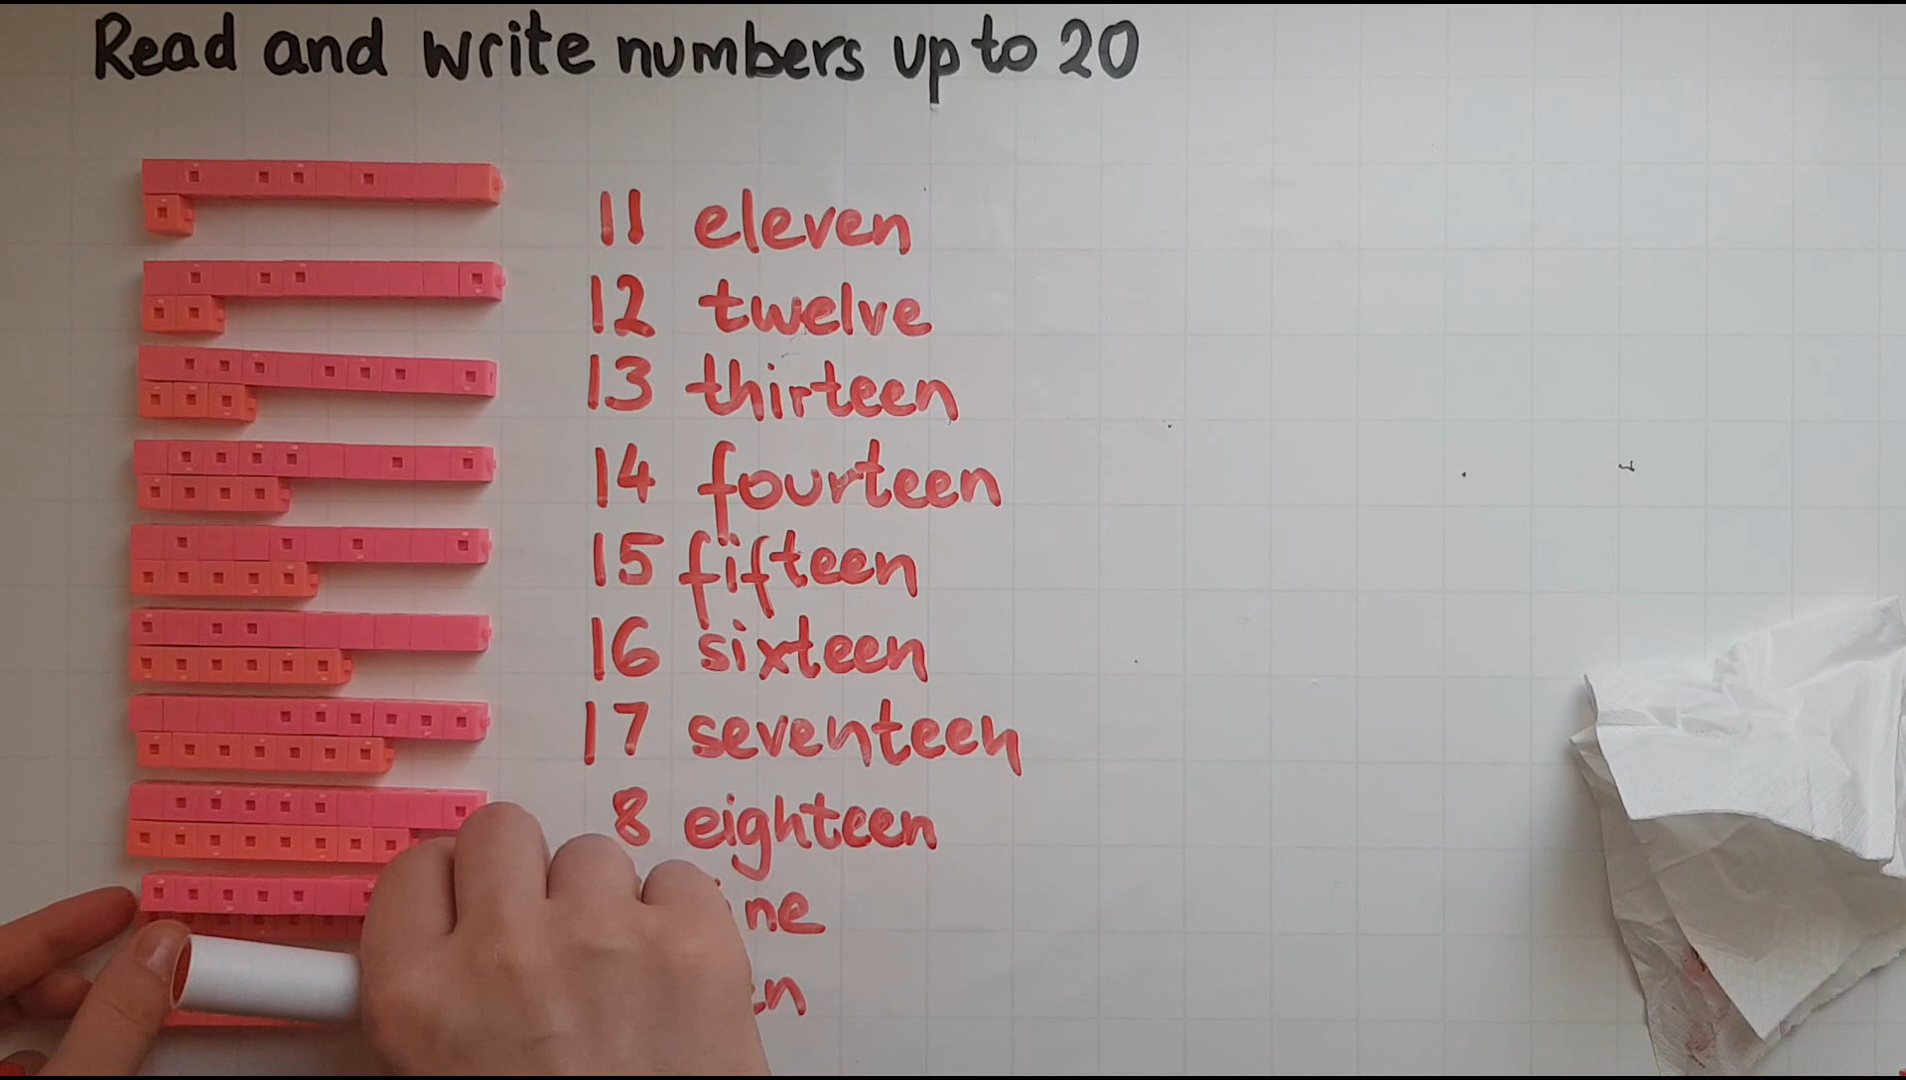 Read and write numbers up to 20
11 eleven
12 twelve
13 thirteen
14 fourteen
15 fifteen
16 sixteen
17 seventeen
8 eighteen
ne
n